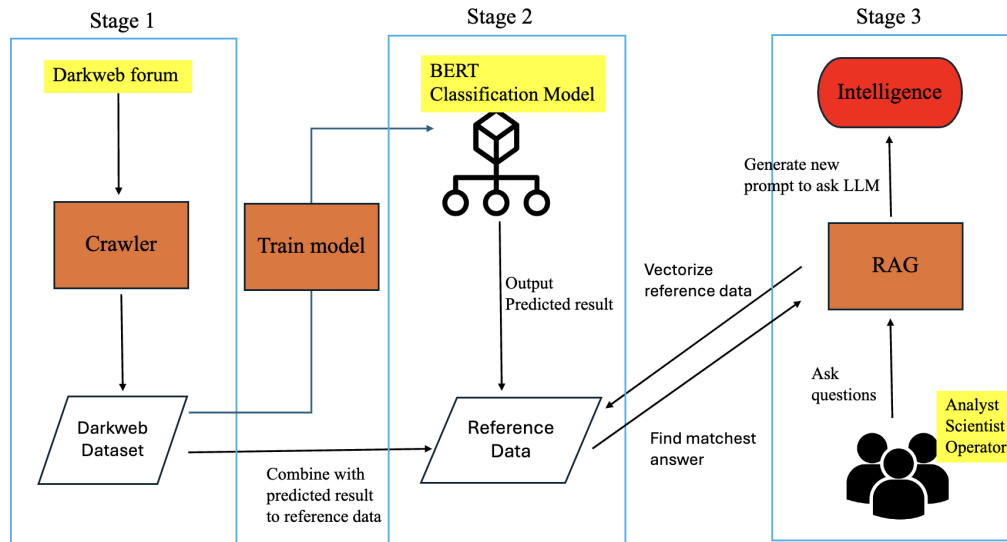 Stage 1
Stage 2
Stage 3
Darkweb forum
Crawler
Darkweb
Dataset
Train model
Combine with
predicted result
to reference data
BERT
Classification Model
Output
Predicted result
Reference
Data
Vectorize
reference data
Find matchest
answer
Intelligence
Generate new
prompt to ask LLM
RAG
Ask
questions
Analyst
Scientist
Operator